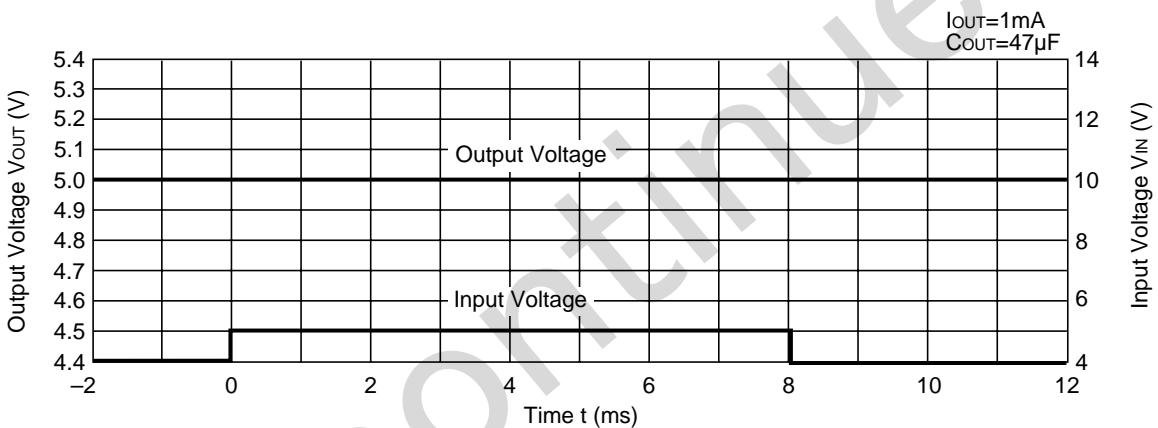 IOUT=1mA
COUT=47µF
5.4
5.3
5.2
5.1
5.0
4.9
4.8
4.7
4.6
4.5
4.4
Output Voltage VOUT (V)
14
12
10
8
6
4
Input Voltage VIN (V)
Output Voltage
Input Voltage
–2 0 2 4 6 8 10 12
Time t (ms)
ontinue